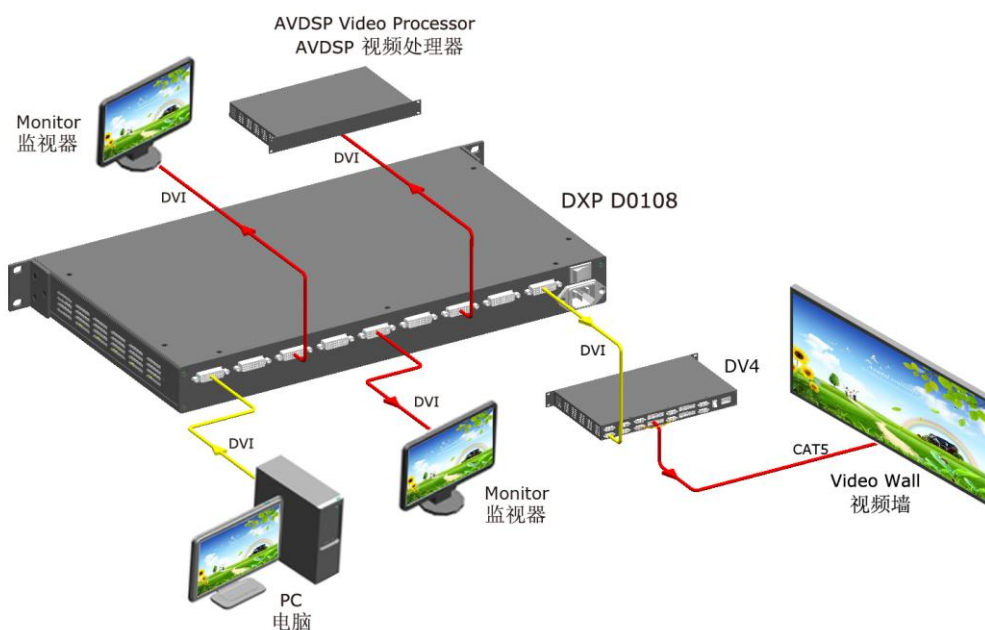 AVDSP Video Processor
AVDSP 视频处理器
Monitor
监视器
DVI
DVI
DXP D0108
DVI
DV4
DVI
DVI
CAT5
Video Wall
视频墙
Monitor
监视器
PC
电脑